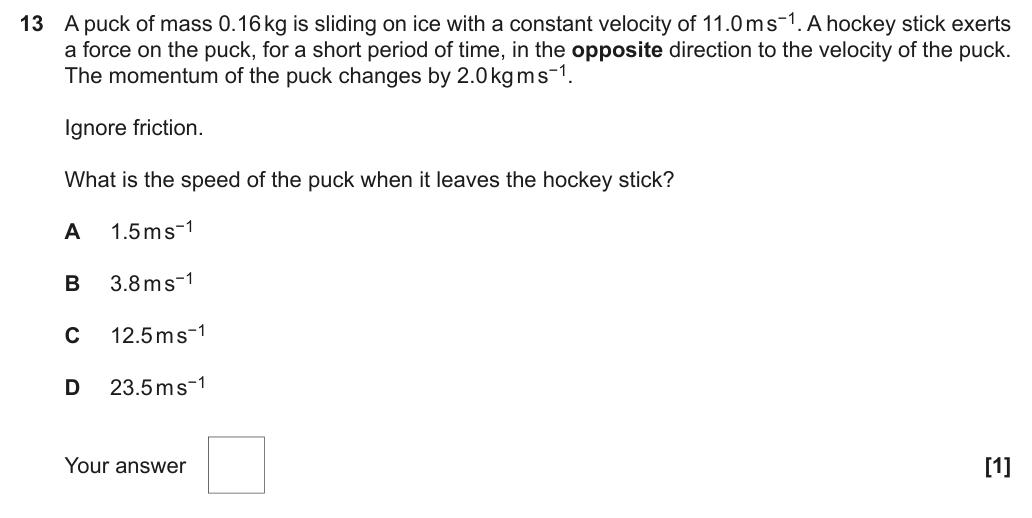 13 A puck of mass 0.16 kg is sliding on ice with a constant velocity of 11.0 m s⁻¹. A hockey stick exerts
a force on the puck, for a short period of time, in the opposite direction to the velocity of the puck.
The momentum of the puck changes by 2.0 kg m s⁻¹.
Ignore friction.
What is the speed of the puck when it leaves the hockey stick?
A 1.5 m s⁻¹
B 3.8 m s⁻¹
C 12.5 m s⁻¹
D 23.5 m s⁻¹
Your answer [1]